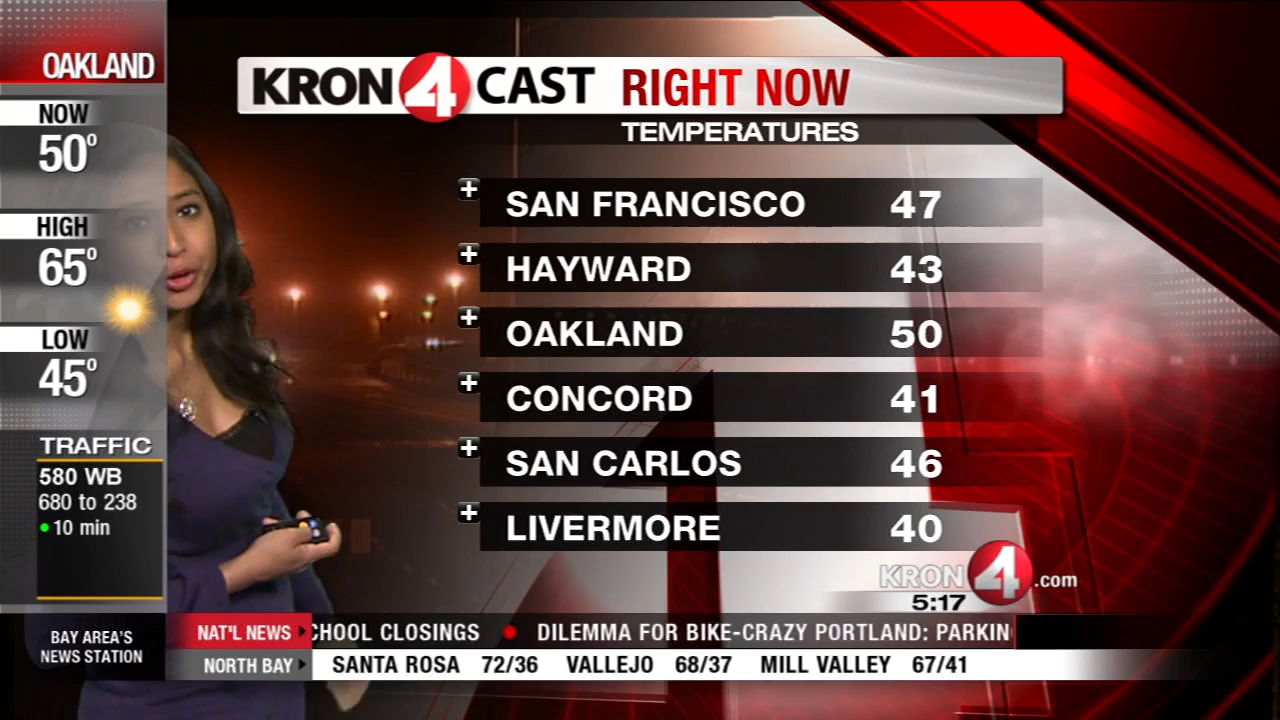 OAKLAND
NOW
50°
HIGH
65°
LOW
45°
TRAFFIC
580 WB
680 to 238
10 min
BAY AREA'S
NEWS STATION
KRON 4 CAST RIGHT NOW
TEMPERATURES
+ SAN FRANCISCO 47
+ HAYWARD 43
+ OAKLAND 50
+ CONCORD 41
+ SAN CARLOS 46
+ LIVERMORE 40
KRON 4 .com
5:17
NAT'L NEWS CHOOL CLOSINGS • DILEMMA FOR BIKE-CRAZY PORTLAND: PARKIN
NORTH BAY SANTA ROSA 72/36 VALLEJO 68/37 MILL VALLEY 67/41